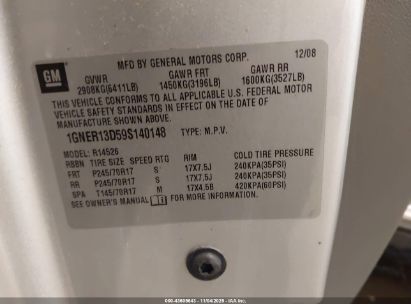 GM
MFD BY GENERAL MOTORS CORP. 12/08
GVWR GAWR FRT GAWR RR
2908KG(6411LB) 1450KG(3196LB) 1600KG(3527LB)
THIS VEHICLE CONFORMS TO ALL APPLICABLE U.S. FEDERAL MOTOR
VEHICLE SAFETY STANDARDS IN EFFECT ON THE DATE OF
MANUFACTURE SHOWN ABOVE.
1GNER13D59S140148 TYPE: M.P.V.
MODEL: R14526
RBBN TIRE SIZE SPEED RTG RIM COLD TIRE PRESSURE
FRT P245/70R17 S 17X7.5J 240KPA(35PSI)
RR P245/70R17 S 17X7.5J 240KPA(35PSI)
SPA T145/70R17 M 17X4.5B 420KPA(60PSI)
SEE OWNER'S MANUAL FOR MORE INFORMATION.